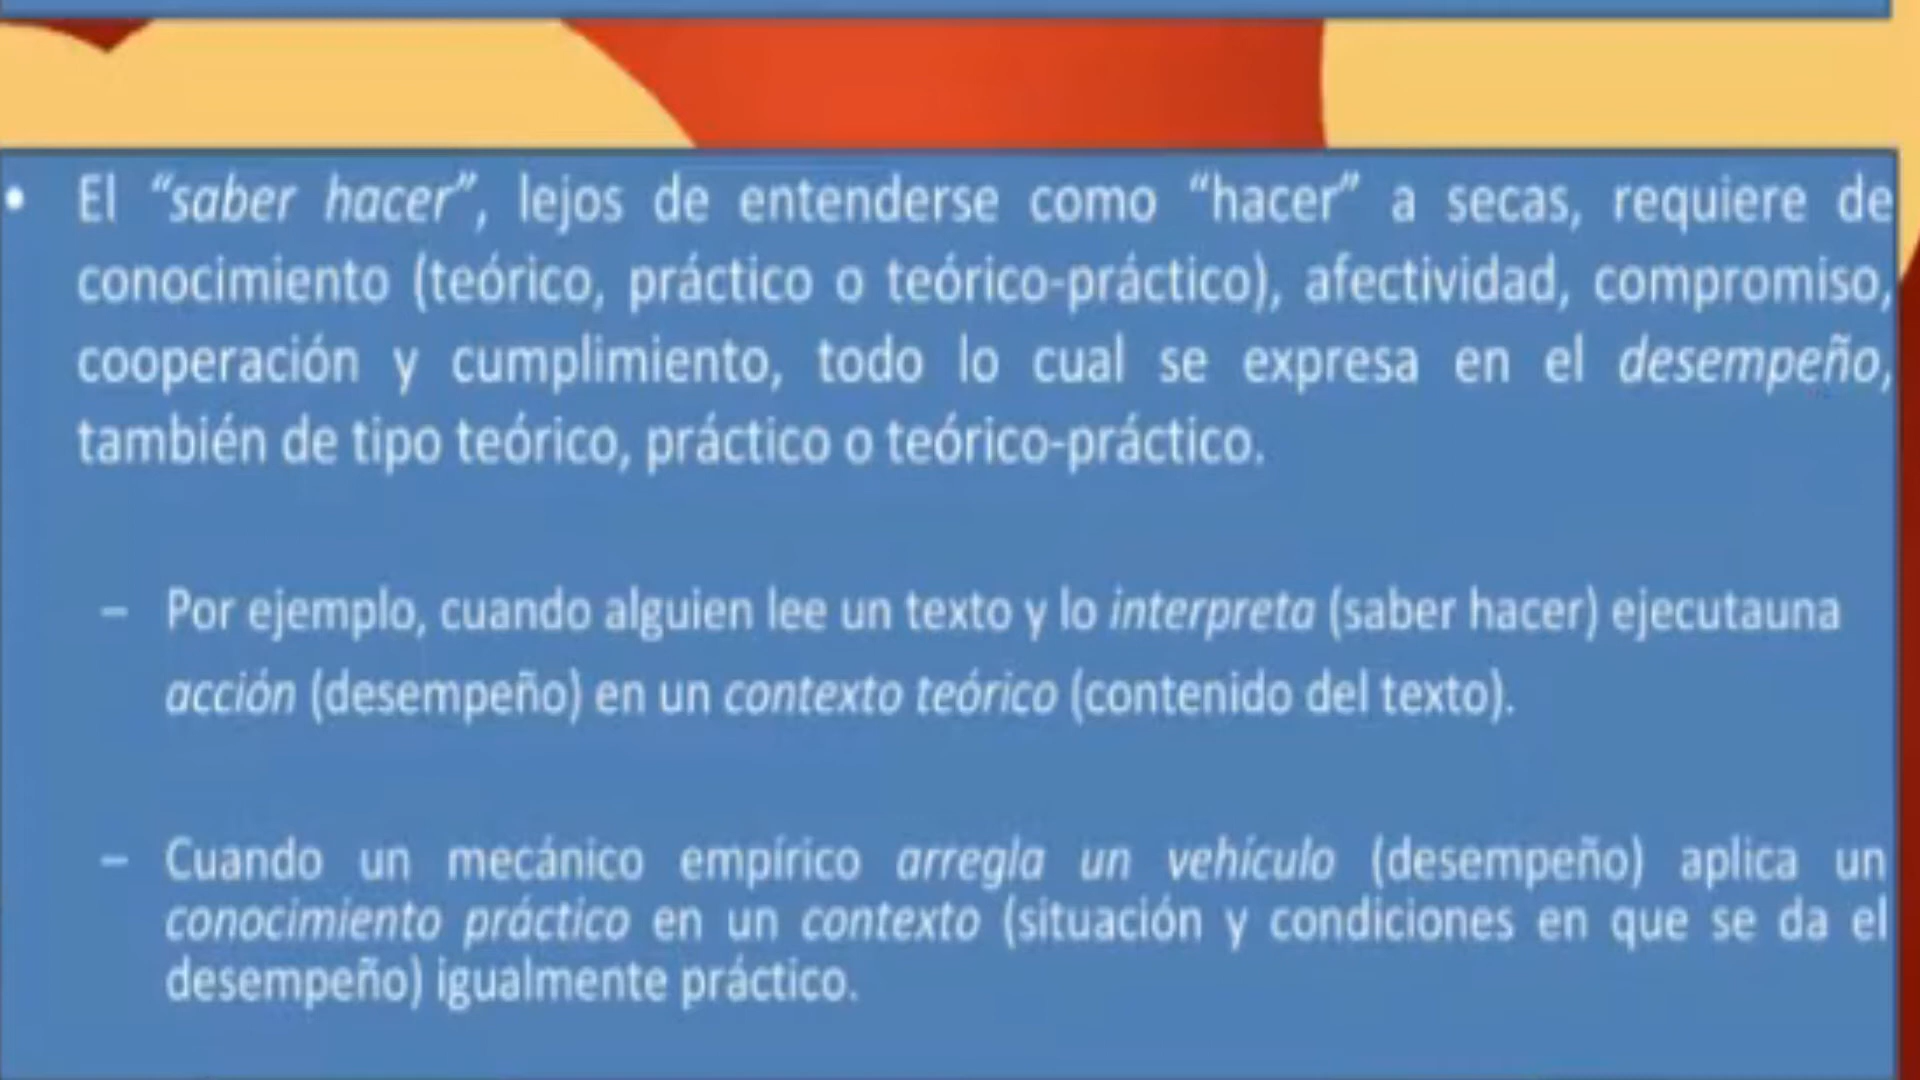 • El “saber hacer”, lejos de entenderse como “hacer” a secas, requiere de
conocimiento (teórico, práctico o teórico-práctico), afectividad, compromiso,
cooperación y cumplimiento, todo lo cual se expresa en el desempeño,
también de tipo teórico, práctico o teórico-práctico.
– Por ejemplo, cuando alguien lee un texto y lo interpreta (saber hacer) ejecutauna
acción (desempeño) en un contexto teórico (contenido del texto).
– Cuando un mecánico empírico arregla un vehículo (desempeño) aplica un
conocimiento práctico en un contexto (situación y condiciones en que se da el
desempeño) igualmente práctico.